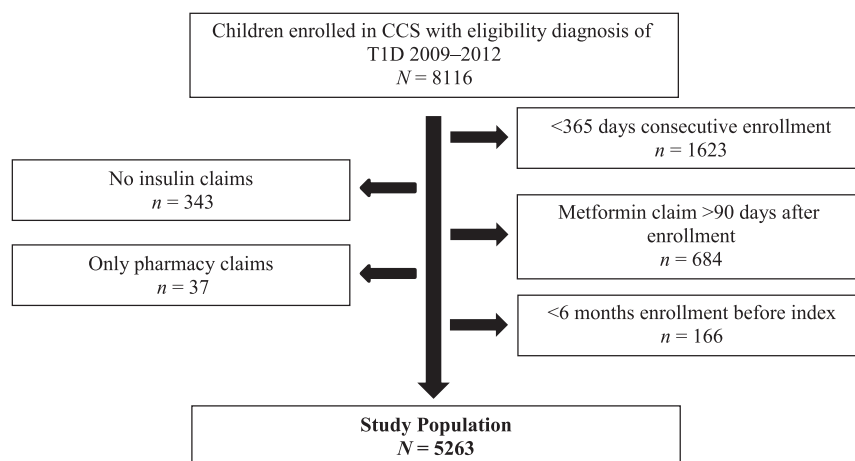 Children enrolled in CCS with eligibility diagnosis of
T1D 2009–2012
N = 8116
<365 days consecutive enrollment
n = 1623
No insulin claims
n = 343
Metformin claim >90 days after
enrollment
n = 684
Only pharmacy claims
n = 37
<6 months enrollment before index
n = 166
Study Population
N = 5263